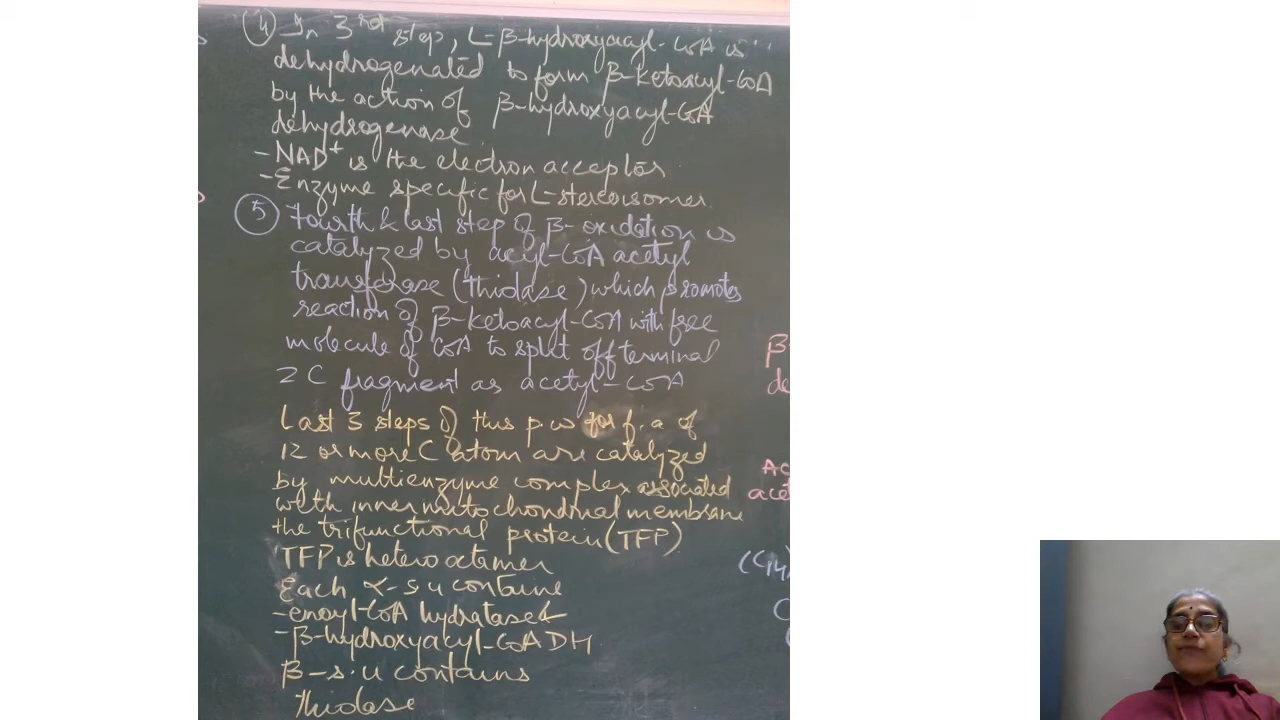 ④ In 3rd step, L-β-hydroxyacyl-CoA is
dehydrogenated to form β-Ketoacyl-CoA
by the action of β-hydroxyacyl-CoA
dehydrogenase
-NAD+ is the electron acceptor
-Enzyme specific for L-stereoisomer
⑤ Fourth & last step of β-oxidation is
catalyzed by acyl-CoA acetyl
transferase (thiolase) which promotes
reaction of β-Ketoacyl-CoA with free
molecule of CoA to split off terminal
2C fragment as acetyl-CoA
Last 3 steps of this p.w for f.a of
12 or more C atom are catalyzed
by multienzyme complex associated
with inner mitochondrial membrane
the trifunctional protein (TFP)
TFP is hetero octamer
Each α-s u contains
-enoyl-CoA hydratase &
-β-hydroxyacyl-CoA DH
β-s.u contains
thiolase
β-
de
Ac
acet
(C14)